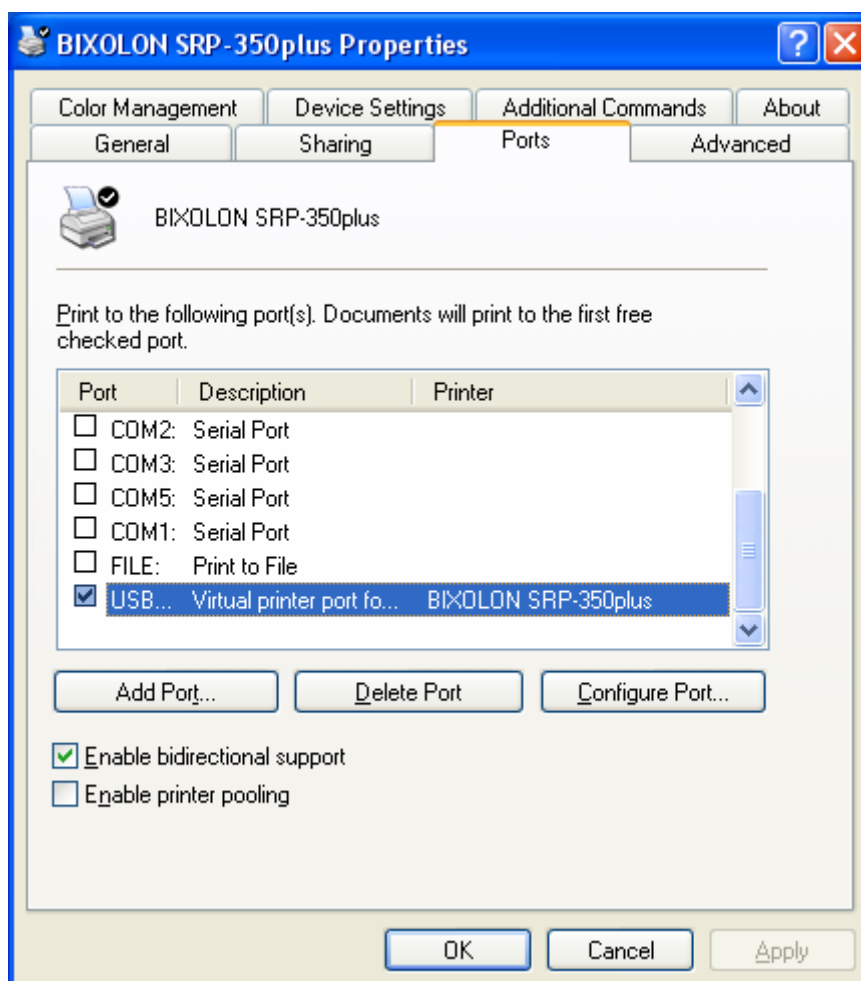 BIXOLON SRP-350plus Properties
Color Management Device Settings Additional Commands About
General Sharing Ports Advanced
BIXOLON SRP-350plus
Print to the following port(s). Documents will print to the first free
checked port.
Port Description Printer
COM2: Serial Port
COM3: Serial Port
COM5: Serial Port
COM1: Serial Port
FILE: Print to File
USB... Virtual printer port fo... BIXOLON SRP-350plus
Add Port... Delete Port Configure Port...
Enable bidirectional support
Enable printer pooling
OK Cancel Apply